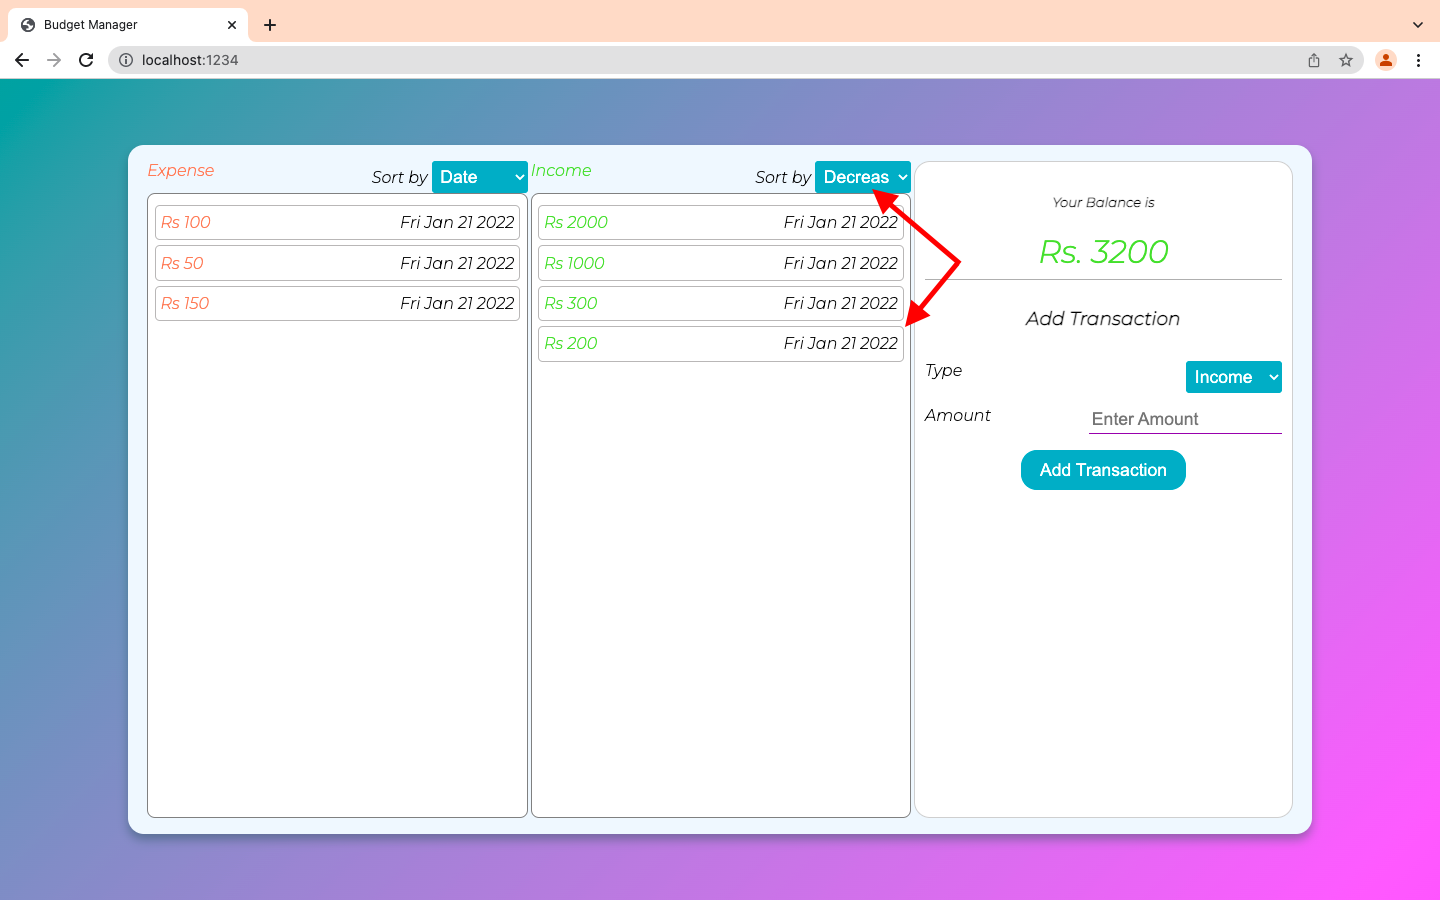 Budget Manager
localhost:1234
Expense
Sort by Date
Rs 100 Fri Jan 21 2022
Rs 50 Fri Jan 21 2022
Rs 150 Fri Jan 21 2022
Income
Sort by Decreas
Rs 2000 Fri Jan 21 2022
Rs 1000 Fri Jan 21 2022
Rs 300 Fri Jan 21 2022
Rs 200 Fri Jan 21 2022
Your Balance is
Rs. 3200
Add Transaction
Type Income
Amount Enter Amount
Add Transaction